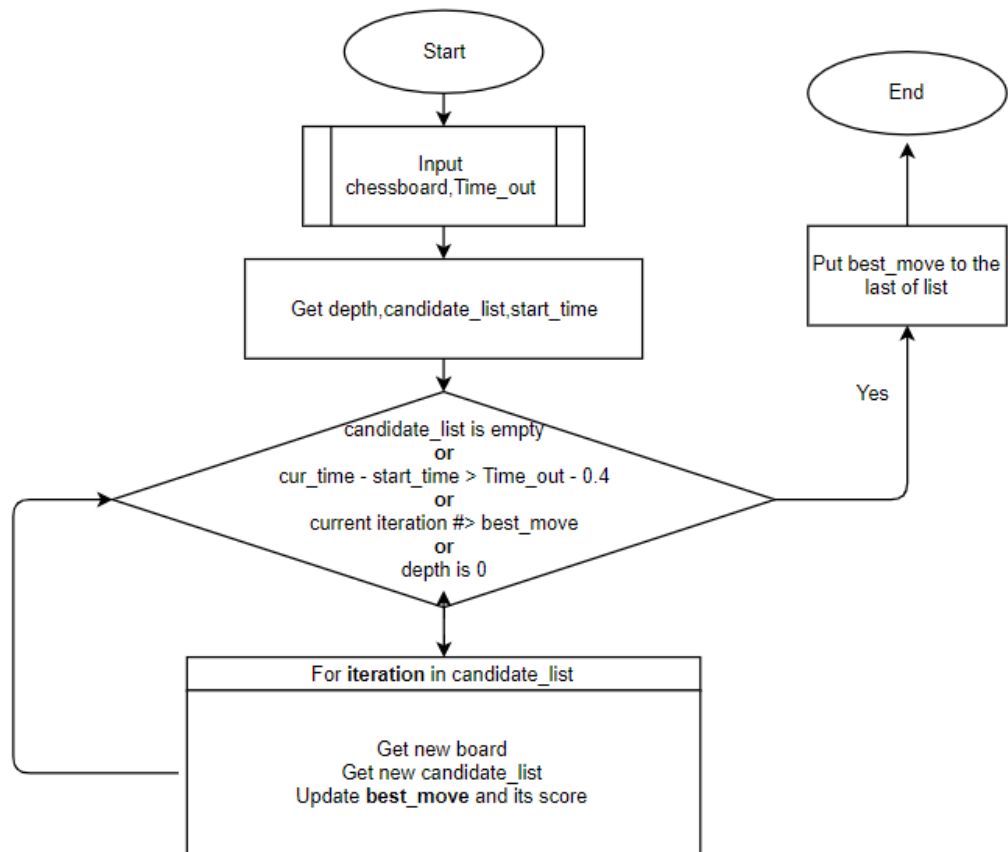 Start
Input
chessboard,Time_out
Get depth,candidate_list,start_time
candidate_list is empty
or
cur_time - start_time > Time_out - 0.4
or
current iteration #> best_move
or
depth is 0
For iteration in candidate_list
Get new board
Get new candidate_list
Update best_move and its score
Yes
Put best_move to the
last of list
End